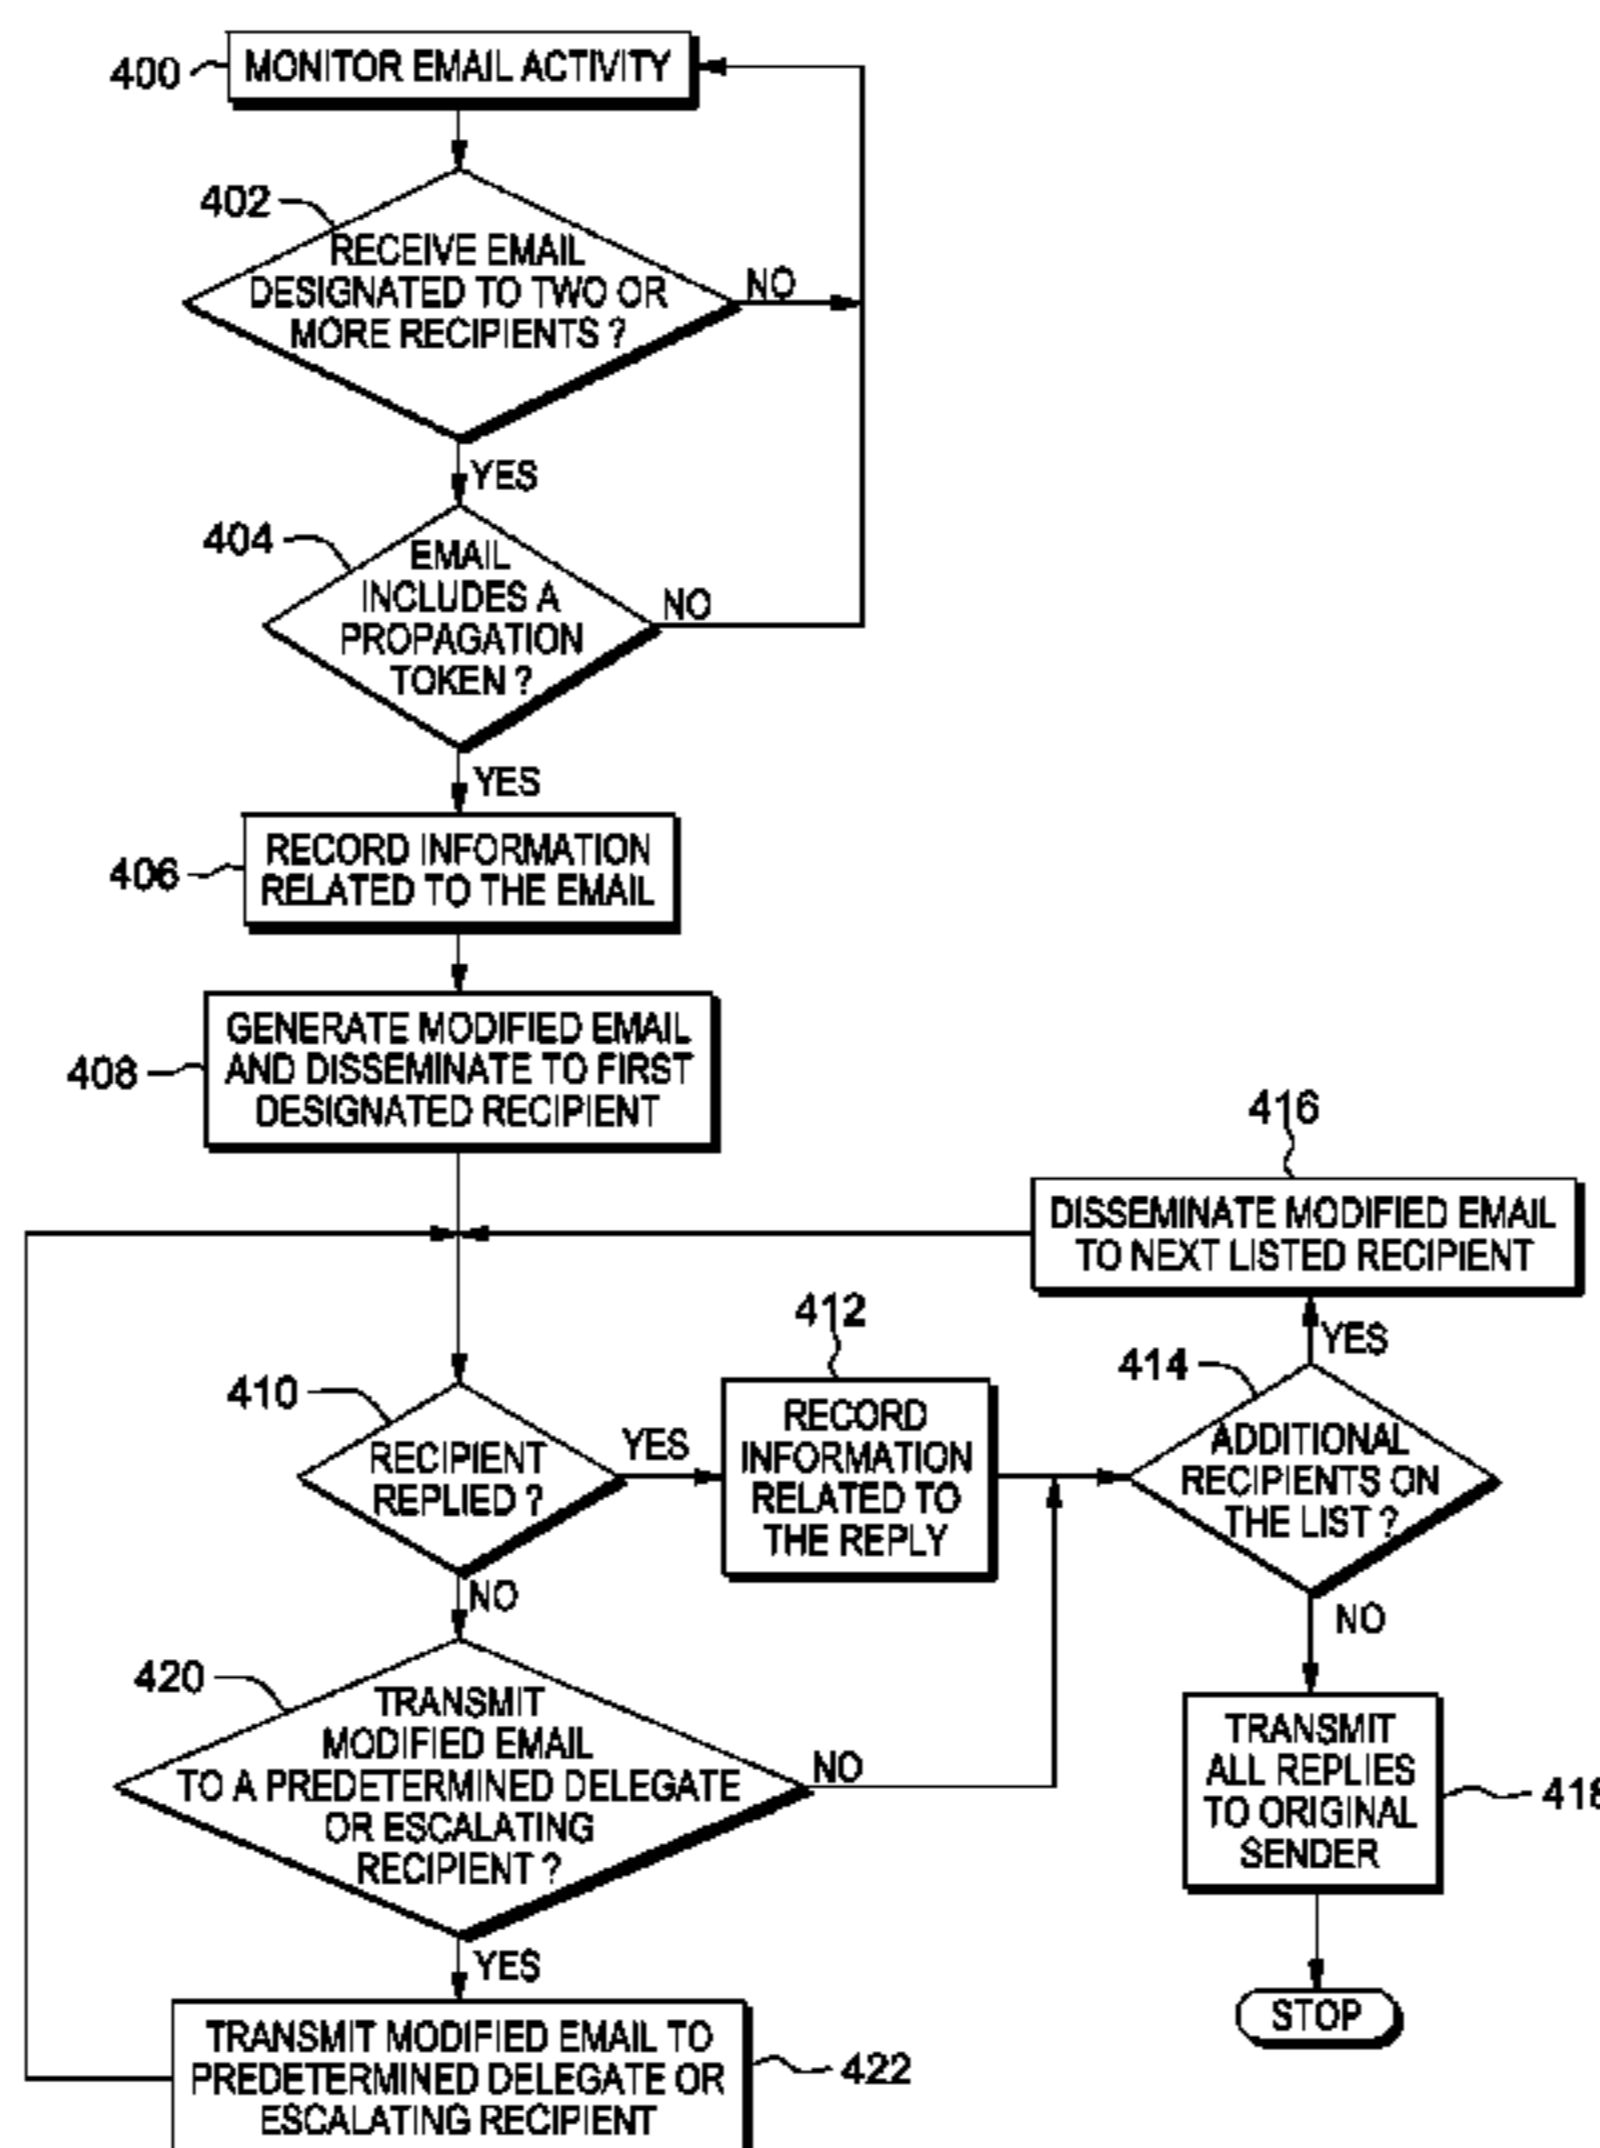 400
MONITOR EMAIL ACTIVITY
402
RECEIVE EMAIL
DESIGNATED TO TWO OR
MORE RECIPIENTS ?
NO
YES
404
EMAIL
INCLUDES A
PROPAGATION
TOKEN ?
NO
YES
406
RECORD INFORMATION
RELATED TO THE EMAIL
408
GENERATE MODIFIED EMAIL
AND DISSEMINATE TO FIRST
DESIGNATED RECIPIENT
416
DISSEMINATE MODIFIED EMAIL
TO NEXT LISTED RECIPIENT
410
RECIPIENT
REPLIED ?
YES
NO
412
RECORD
INFORMATION
RELATED TO
THE REPLY
414
YES
ADDITIONAL
RECIPIENTS ON
THE LIST ?
NO
420
TRANSMIT
MODIFIED EMAIL
TO A PREDETERMINED DELEGATE
OR ESCALATING
RECIPIENT ?
NO
YES
TRANSMIT
ALL REPLIES
TO ORIGINAL
SENDER
418
STOP
TRANSMIT MODIFIED EMAIL TO
PREDETERMINED DELEGATE OR
ESCALATING RECIPIENT
422